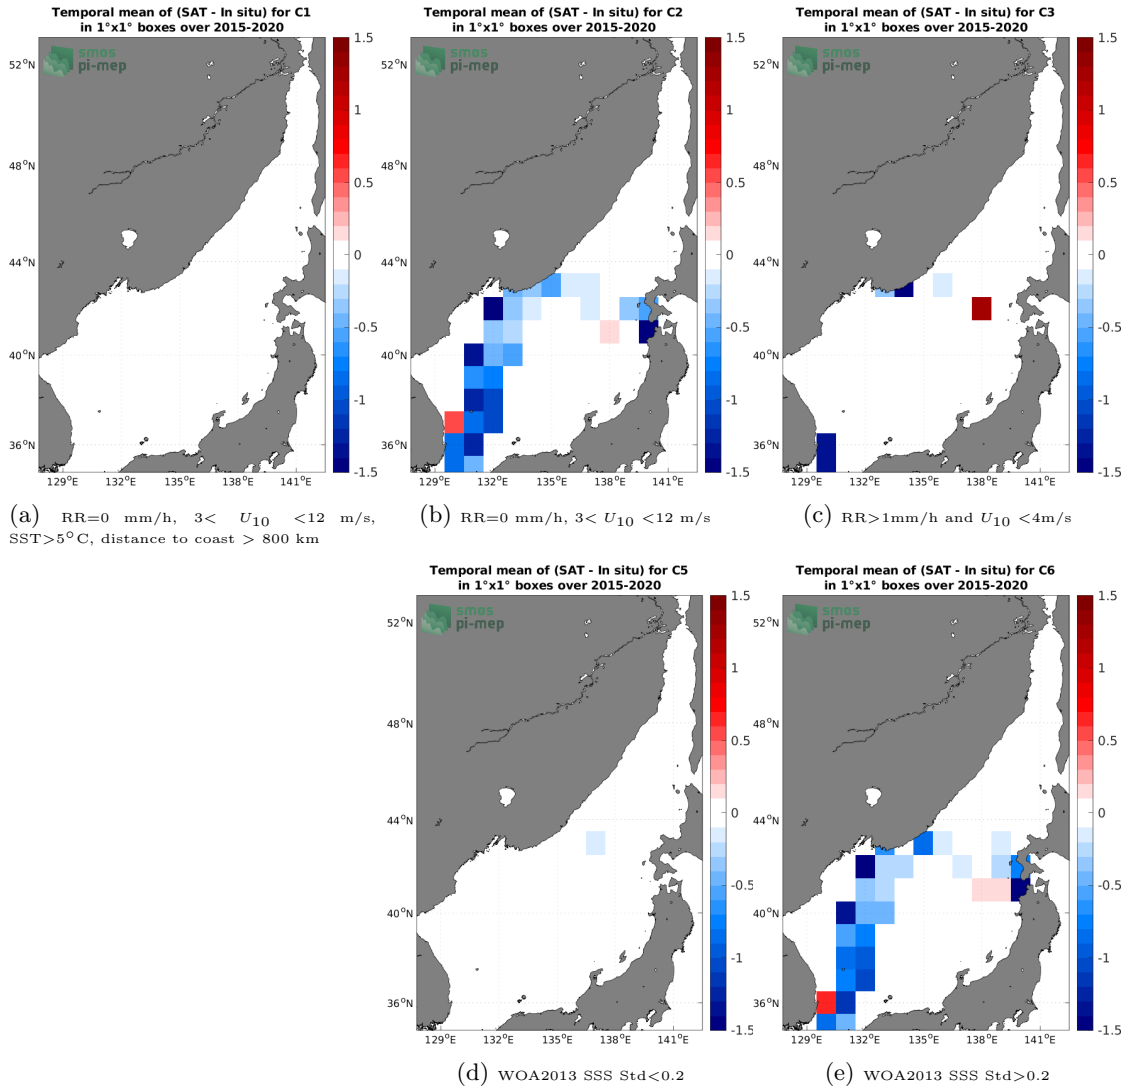 Temporal mean of (SAT - In situ) for C1
in 1°x1° boxes over 2015-2020
smos
pi-mep
52°N
48°N
44°N
40°N
36°N
129°E
132°E
135°E
138°E
141°E
1.5
1
0.5
0
-0.5
-1
-1.5
(a) RR=0 mm/h, 3< U10 <12 m/s,
SST>5°C, distance to coast > 800 km
Temporal mean of (SAT - In situ) for C2
in 1°x1° boxes over 2015-2020
smos
pi-mep
52°N
48°N
44°N
40°N
36°N
129°E
132°E
135°E
138°E
141°E
1.5
1
0.5
0
-0.5
-1
-1.5
(b) RR=0 mm/h, 3< U10 <12 m/s
Temporal mean of (SAT - In situ) for C3
in 1°x1° boxes over 2015-2020
smos
pi-mep
52°N
48°N
44°N
40°N
36°N
129°E
132°E
135°E
138°E
141°E
1.5
1
0.5
0
-0.5
-1
-1.5
(c) RR>1mm/h and U10 <4m/s
Temporal mean of (SAT - In situ) for C5
in 1°x1° boxes over 2015-2020
smos
pi-mep
52°N
48°N
44°N
40°N
36°N
129°E
132°E
135°E
138°E
141°E
1.5
1
0.5
0
-0.5
-1
-1.5
(d) WOA2013 SSS Std<0.2
Temporal mean of (SAT - In situ) for C6
in 1°x1° boxes over 2015-2020
smos
pi-mep
52°N
48°N
44°N
40°N
36°N
129°E
132°E
135°E
138°E
141°E
1.5
1
0.5
0
-0.5
-1
-1.5
(e) WOA2013 SSS Std>0.2